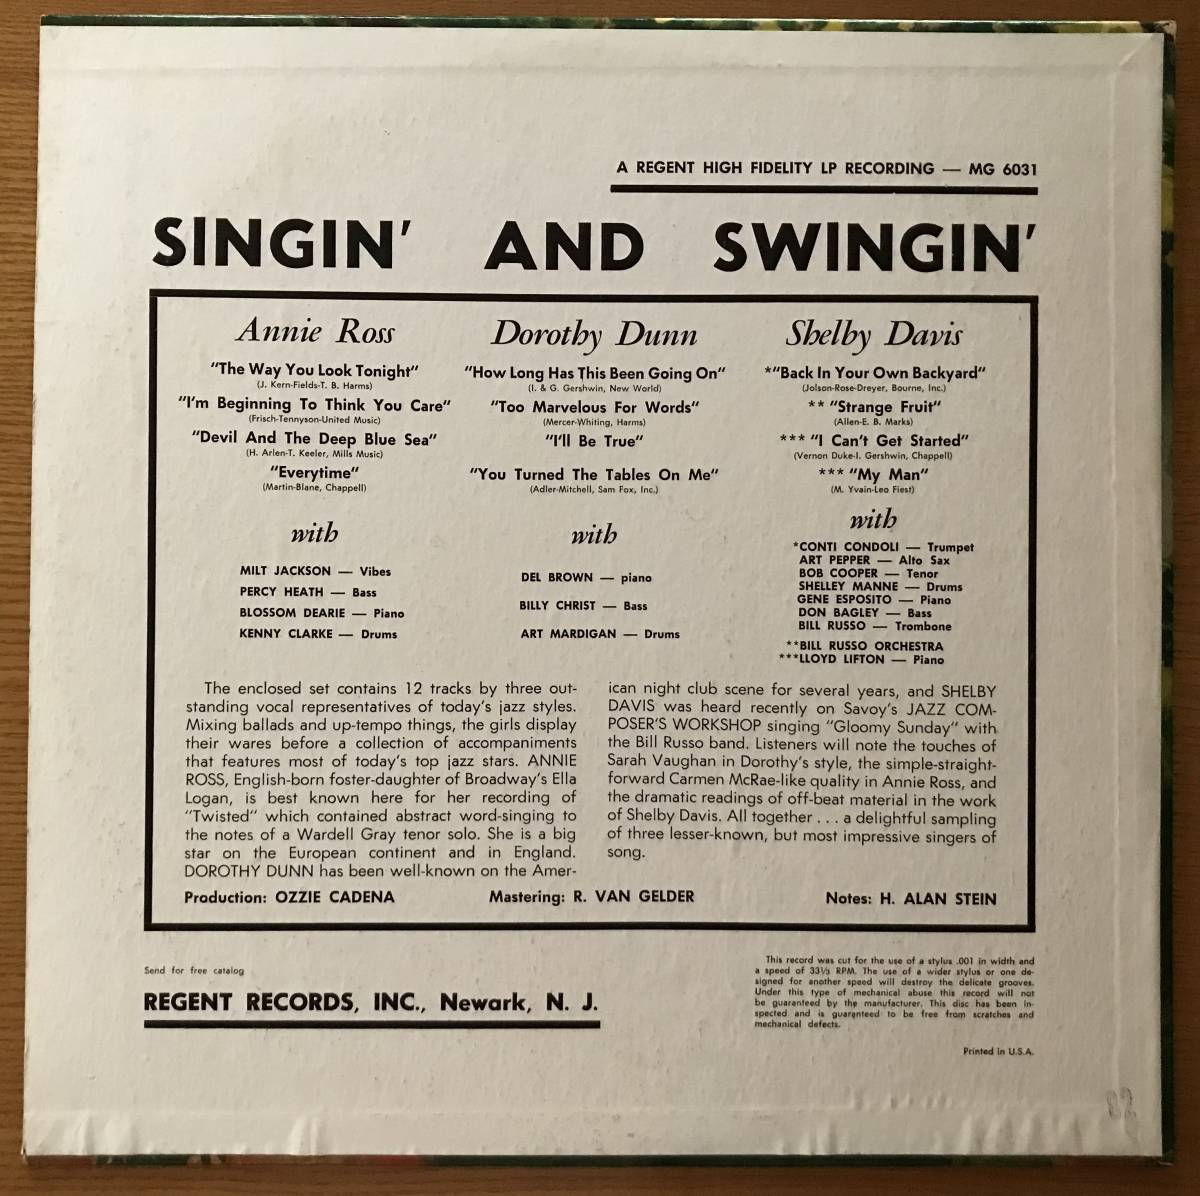 A REGENT HIGH FIDELITY LP RECORDING — MG 6031
SINGIN' AND SWINGIN'
Annie Ross
"The Way You Look Tonight"
(J. Kern-Fields-T. B. Harms)
"I'm Beginning To Think You Care"
(Frisch-Tennyson-United Music)
"Devil And The Deep Blue Sea"
(H. Arlen-T. Keeler, Mills Music)
"Everytime"
(Martin-Blane, Chappell)
with
MILT JACKSON — Vibes
PERCY HEATH — Bass
BLOSSOM DEARIE — Piano
KENNY CLARKE — Drums
Dorothy Dunn
"How Long Has This Been Going On"
(I. & G. Gershwin, New World)
"Too Marvelous For Words"
(Mercer-Whiting, Harms)
"I'll Be True"
"You Turned The Tables On Me"
(Adler-Mitchell, Sam Fox, Inc.)
with
DEL BROWN — piano
BILLY CHRIST — Bass
ART MARDIGAN — Drums
Shelby Davis
*"Back In Your Own Backyard"
(Jolson-Rose-Dreyer, Bourne, Inc.)
** "Strange Fruit"
(Allen-E. B. Marks)
*** "I Can't Get Started"
(Vernon Duke-I. Gershwin, Chappell)
*** "My Man"
(M. Yvain-Leo Fiest)
with
*CONTI CONDOLI — Trumpet
ART PEPPER — Alto Sax
BOB COOPER — Tenor
SHELLEY MANNE — Drums
GENE ESPOSITO — Piano
DON BAGLEY — Bass
BILL RUSSO — Trombone
**BILL RUSSO ORCHESTRA
***LLOYD LIFTON — Piano
The enclosed set contains 12 tracks by three out-
standing vocal representatives of today's jazz styles.
Mixing ballads and up-tempo things, the girls display
their wares before a collection of accompaniments
that features most of today's top jazz stars. ANNIE
ROSS, English-born foster-daughter of Broadway's Ella
Logan, is best known here for her recording of
"Twisted" which contained abstract word-singing to
the notes of a Wardell Gray tenor solo. She is a big
star on the European continent and in England.
DOROTHY DUNN has been well-known on the Amer-
ican night club scene for several years, and SHELBY
DAVIS was heard recently on Savoy's JAZZ COM-
POSER'S WORKSHOP singing "Gloomy Sunday" with
the Bill Russo band. Listeners will note the touches of
Sarah Vaughan in Dorothy's style, the simple-straight-
forward Carmen McRae-like quality in Annie Ross, and
the dramatic readings of off-beat material in the work
of Shelby Davis. All together . . . a delightful sampling
of three lesser-known, but most impressive singers of
song.
Production: OZZIE CADENA Mastering: R. VAN GELDER Notes: H. ALAN STEIN
Send for free catalog
REGENT RECORDS, INC., Newark, N. J.
This record was cut for the use of a stylus .001 in width and
a speed of 33⅓ RPM. The use of a wider stylus or one de-
signed for another speed will destroy the delicate grooves.
Under this type of mechanical abuse this record will not
be guaranteed by the manufacturer. This disc has been in-
spected and is guaranteed to be free from scratches and
mechanical defects.
Printed in U.S.A.
82